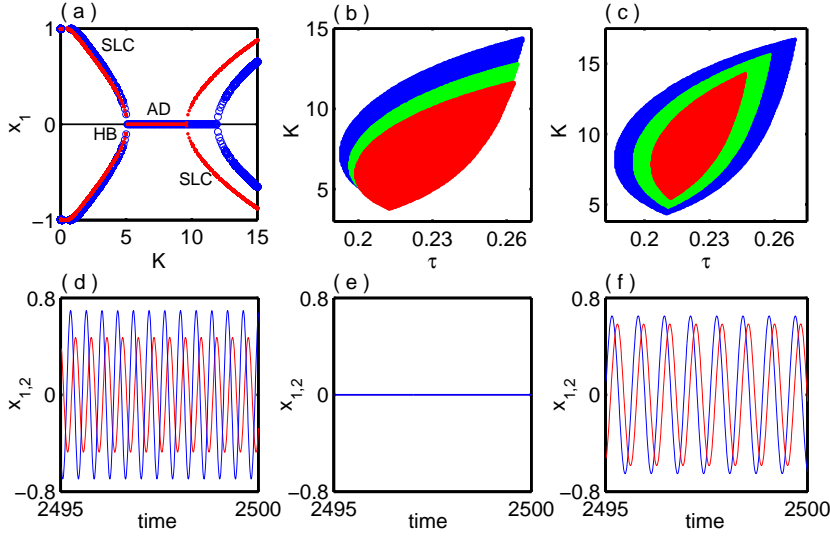 ( a )
1
0
−1
x1
SLC
AD
HB
SLC
0
5
10
15
K
( b )
15
10
5
K
0.2
0.23
0.26
τ
( c )
15
10
5
K
0.2
0.23
0.26
τ
( d )
0.8
0
−0.8
x1,2
2495
2500
time
( e )
0.8
0
−0.8
x1,2
2495
2500
time
( f )
0.8
0
−0.8
x1,2
2495
2500
time